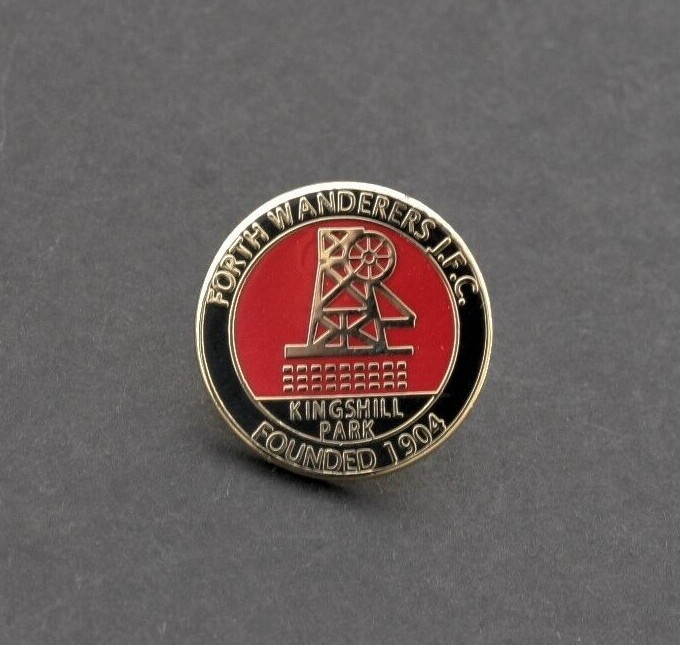 FORTH WANDERERS J.F.C.
KINGSHILL
PARK
FOUNDED 1904